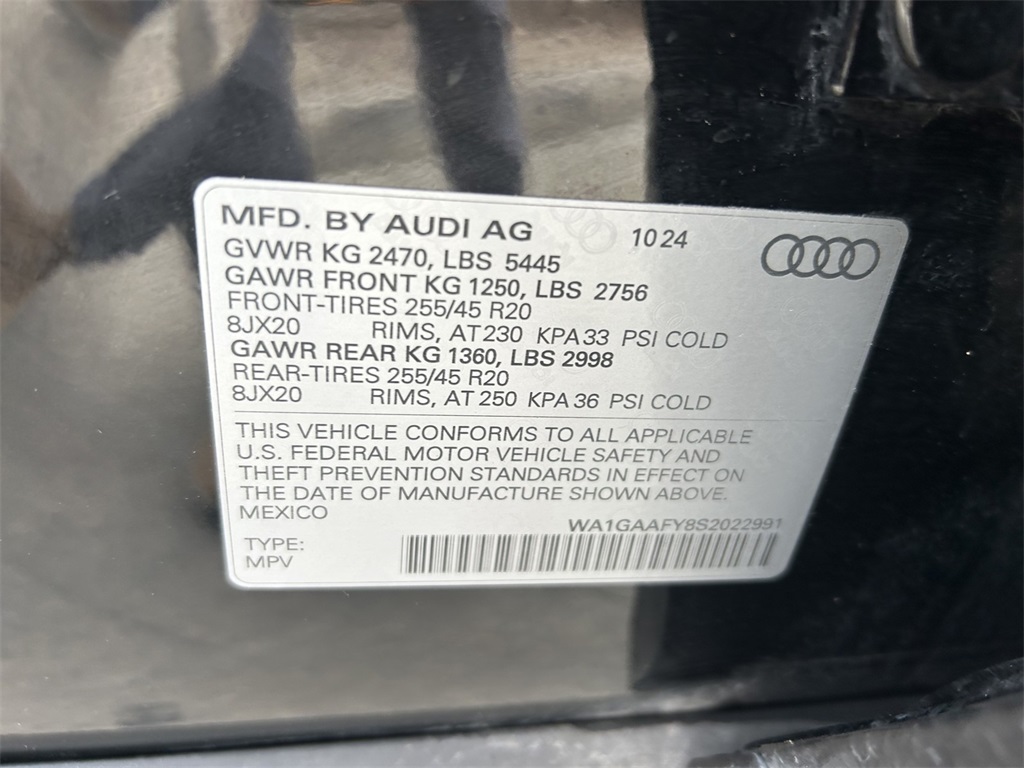 MFD. BY AUDI AG 10 24
GVWR KG 2470, LBS 5445
GAWR FRONT KG 1250, LBS 2756
FRONT-TIRES 255/45 R20
8JX20 RIMS, AT 230 KPA 33 PSI COLD
GAWR REAR KG 1360, LBS 2998
REAR-TIRES 255/45 R20
8JX20 RIMS, AT 250 KPA 36 PSI COLD
THIS VEHICLE CONFORMS TO ALL APPLICABLE
U.S. FEDERAL MOTOR VEHICLE SAFETY AND
THEFT PREVENTION STANDARDS IN EFFECT ON
THE DATE OF MANUFACTURE SHOWN ABOVE.
MEXICO
WA1GAAFY8S2022991
TYPE:
MPV